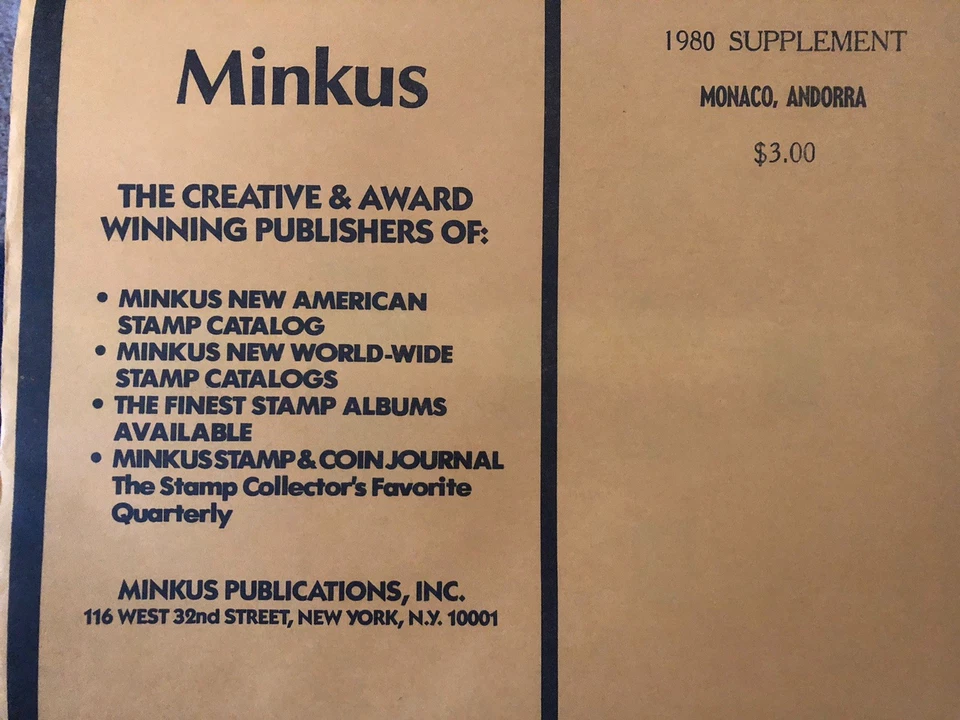 Minkus
THE CREATIVE & AWARD
WINNING PUBLISHERS OF:
• MINKUS NEW AMERICAN
STAMP CATALOG
• MINKUS NEW WORLD-WIDE
STAMP CATALOGS
• THE FINEST STAMP ALBUMS
AVAILABLE
• MINKUS STAMP & COIN JOURNAL
The Stamp Collector's Favorite
Quarterly
MINKUS PUBLICATIONS, INC.
116 WEST 32nd STREET, NEW YORK, N.Y. 10001
1980 SUPPLEMENT
MONACO, ANDORRA
$3.00